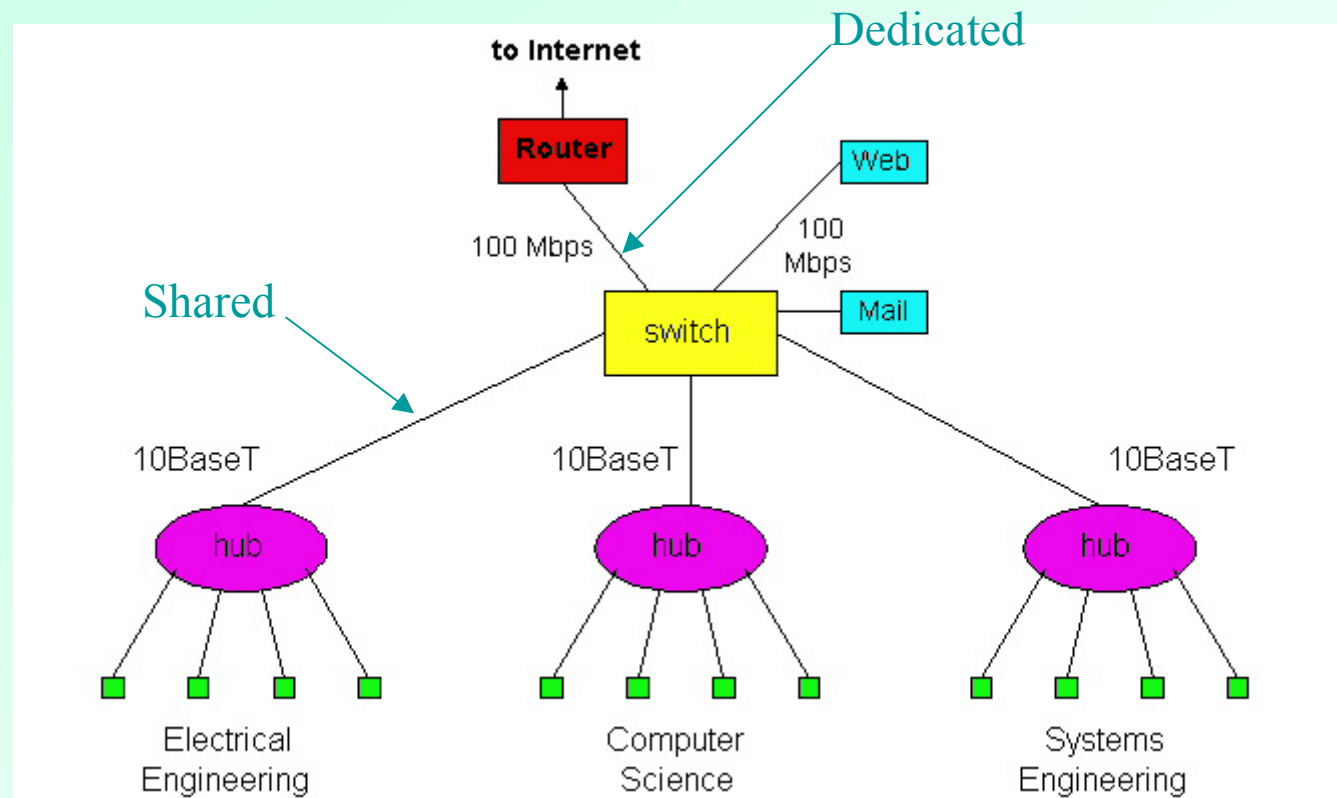 Dedicated
to Internet
Router
Web
100 Mbps
100
Mbps
Shared
Mail
switch
10BaseT
10BaseT
10BaseT
hub
hub
hub
Electrical
Engineering
Computer
Science
Systems
Engineering